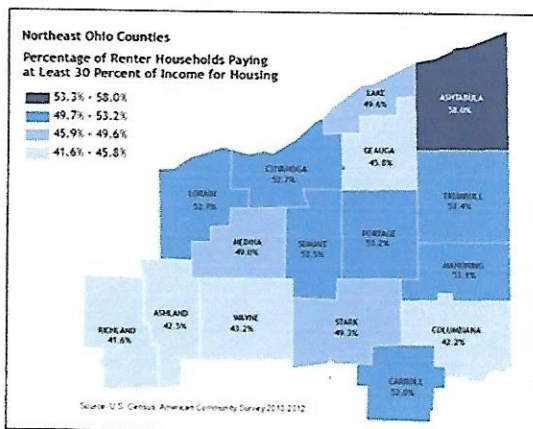 Northeast Ohio Counties
Percentage of Renter Households Paying
at Least 30 Percent of Income for Housing
53.3% - 58.0%
49.7% - 53.2%
45.9% - 49.6%
41.6% - 45.8%
LAKE
49.6%
ASHTABULA
58.0%
GEAUGA
45.8%
CUYAHOGA
52.7%
LORAIN
52.7%
TRUMBULL
MEDINA
49.0%
SUMMIT
PORTAGE
53.2%
MAHONING
ASHLAND
42.5%
WAYNE
43.2%
STARK
49.3%
COLUMBIANA
42.2%
RICHLAND
41.6%
CARROLL
52.0%
Source: U.S. Census, American Community Survey 2010-2012